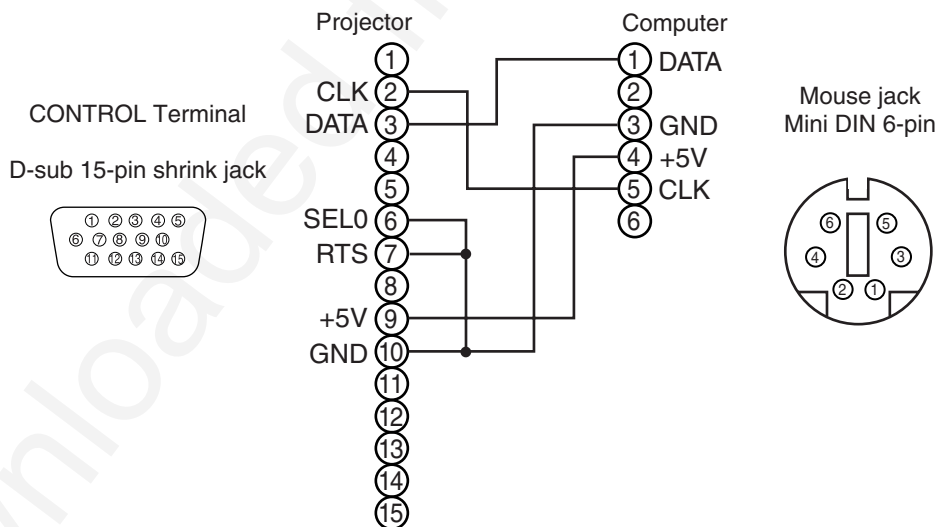 Projector
Computer
CONTROL Terminal
D-sub 15-pin shrink jack
① ② ③ ④ ⑤
⑥ ⑦ ⑧ ⑨ ⑩
⑪ ⑫ ⑬ ⑭ ⑮
①
CLK ②
DATA ③
④
⑤
SEL0 ⑥
RTS ⑦
⑧
+5V ⑨
GND ⑩
⑪
⑫
⑬
⑭
⑮
① DATA
②
③ GND
④ +5V
⑤ CLK
⑥
Mouse jack
Mini DIN 6-pin
⑥ ⑤
④ ③
② ①